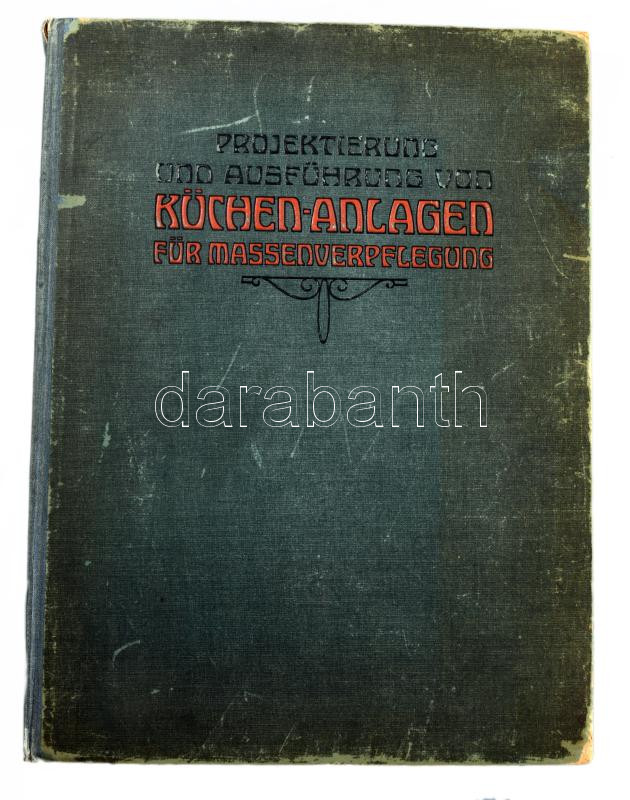 PROJEKTIERUNG
UND AUSFÜHRUNG VON
KÜCHEN-ANLAGEN
FÜR MASSENVERPFLEGUNG
darabanth